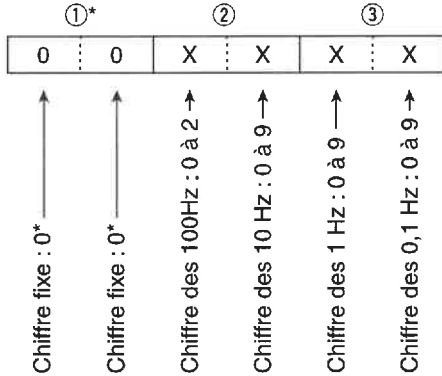 ①* ② ③
0 0 X X X X
Chiffre fixe : 0*
Chiffre fixe : 0*
Chiffre des 100Hz : 0 à 2
Chiffre des 10 Hz : 0 à 9
Chiffre des 1 Hz : 0 à 9
Chiffre des 0,1 Hz : 0 à 9